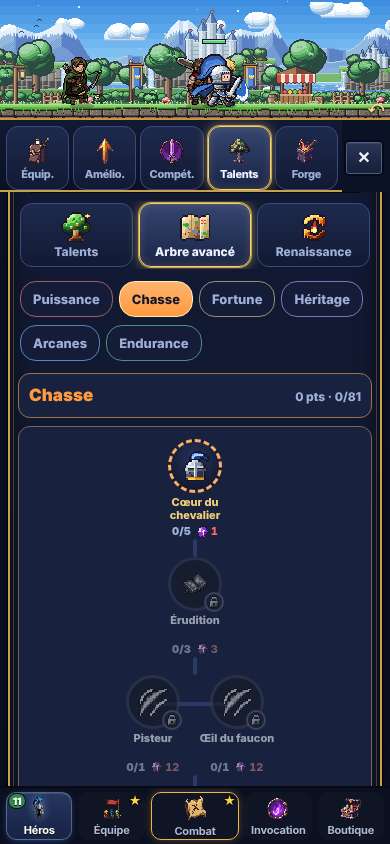 Équip.
Amélio.
Compét.
Talents
Forge
×
Talents
Arbre avancé
Renaissance
Puissance
Chasse
Fortune
Héritage
Arcanes
Endurance
Chasse
0 pts · 0/81
Cœur du
chevalier
0/5 1
Érudition
0/3 3
Pisteur
Œil du faucon
0/1 12
0/1 12
11
Héros
Équipe
Combat
Invocation
Boutique